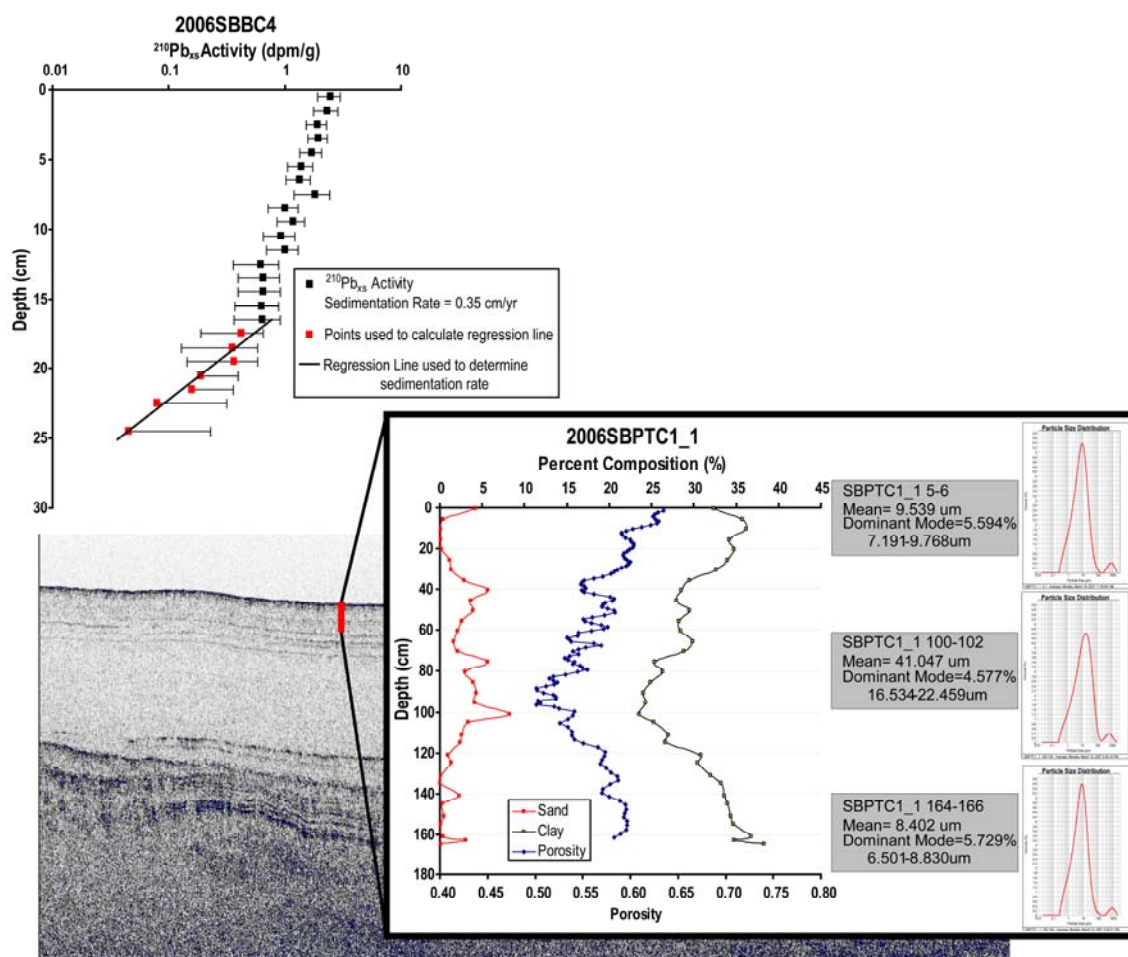 2006SBBC4
²¹⁰Pbxs Activity (dpm/g)
0.01 0.1 1 10
0
5
10
15
20
25
30
Depth (cm)
²¹⁰Pbxs Activity
Sedimentation Rate = 0.35 cm/yr
Points used to calculate regression line
Regression Line used to determine
sedimentation rate
2006SBPTC1_1
Percent Composition (%)
0 5 10 15 20 25 30 35 40 45
0
20
40
60
80
100
120
140
160
180
Depth (cm)
Sand
Clay
Porosity
0.40 0.45 0.50 0.55 0.60 0.65 0.70 0.75 0.80
Porosity
SBPTC1_1 5-6
Mean= 9.539 um
Dominant Mode=5.594%
7.191-9.768um
Particle Size Distribution
SBPTC1_1 100-102
Mean= 41.047 um
Dominant Mode=4.577%
16.534-22.459um
Particle Size Distribution
SBPTC1_1 164-166
Mean= 8.402 um
Dominant Mode=5.729%
6.501-8.830um
Particle Size Distribution